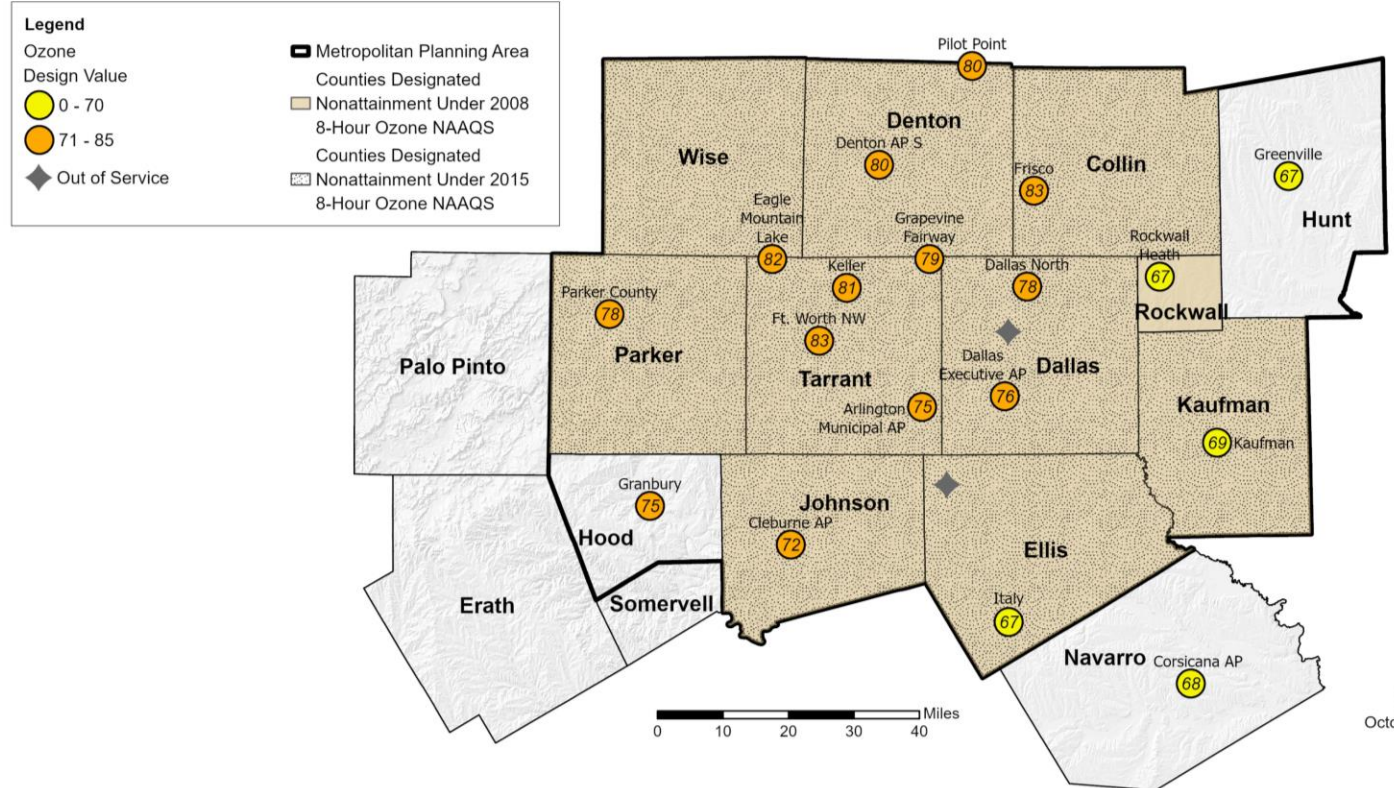 Legend
Ozone
Design Value
0 - 70
71 - 85
Out of Service
Metropolitan Planning Area
Counties Designated
Nonattainment Under 2008
8-Hour Ozone NAAQS
Counties Designated
Nonattainment Under 2015
8-Hour Ozone NAAQS
Pilot Point
80
Denton
Denton AP S
80
Wise
Frisco
83
Collin
Greenville
67
Hunt
Eagle
Mountain
Lake
82
Grapevine
Fairway
79
Rockwall
Heath
67
Rockwall
Keller
81
Dallas North
78
Parker County
78
Parker
Ft. Worth NW
83
Tarrant
Palo Pinto
Dallas
Executive AP
76
Dallas
Arlington
Municipal AP
75
Kaufman
69
Kaufman
Granbury
75
Hood
Johnson
Cleburne AP
72
Ellis
Erath
Somervell
Italy
67
Navarro
Corsicana AP
68
Miles
0 10 20 30 40